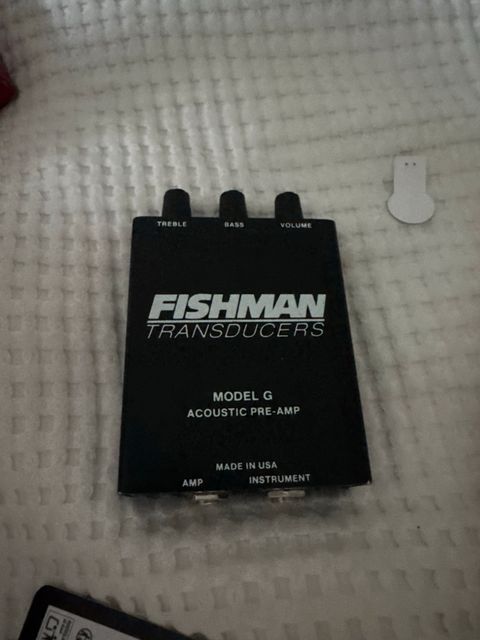 TREBLE BASS VOLUME
FISHMAN
TRANSDUCERS
MODEL G
ACOUSTIC PRE-AMP
MADE IN USA
AMP INSTRUMENT